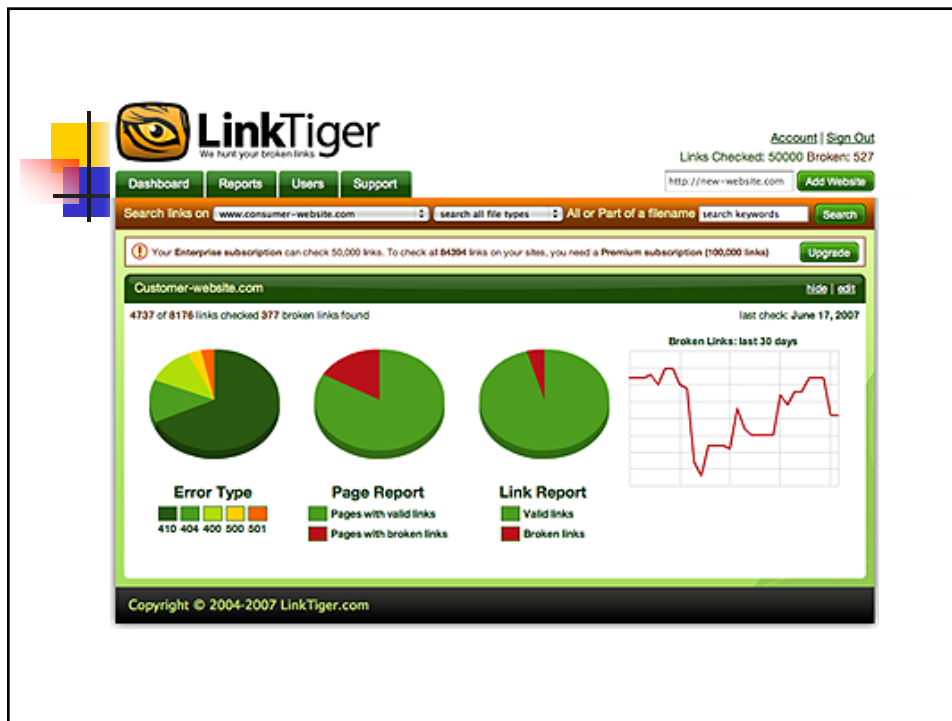 LinkTiger
We hunt your broken links
Account | Sign Out
Links Checked: 50000 Broken: 527
Dashboard Reports Users Support
http://new-website.com Add Website
Search links on www.consumer-website.com search all file types All or Part of a filename search keywords Search
Your Enterprise subscription can check 50,000 links. To check all 64394 links on your sites, you need a Premium subscription (100,000 links) Upgrade
Customer-website.com hide | edit
4737 of 8176 links checked 377 broken links found last check: June 17, 2007
Broken Links: last 30 days
Error Type
410 404 400 500 501
Page Report
Pages with valid links
Pages with broken links
Link Report
Valid links
Broken links
Copyright © 2004-2007 LinkTiger.com